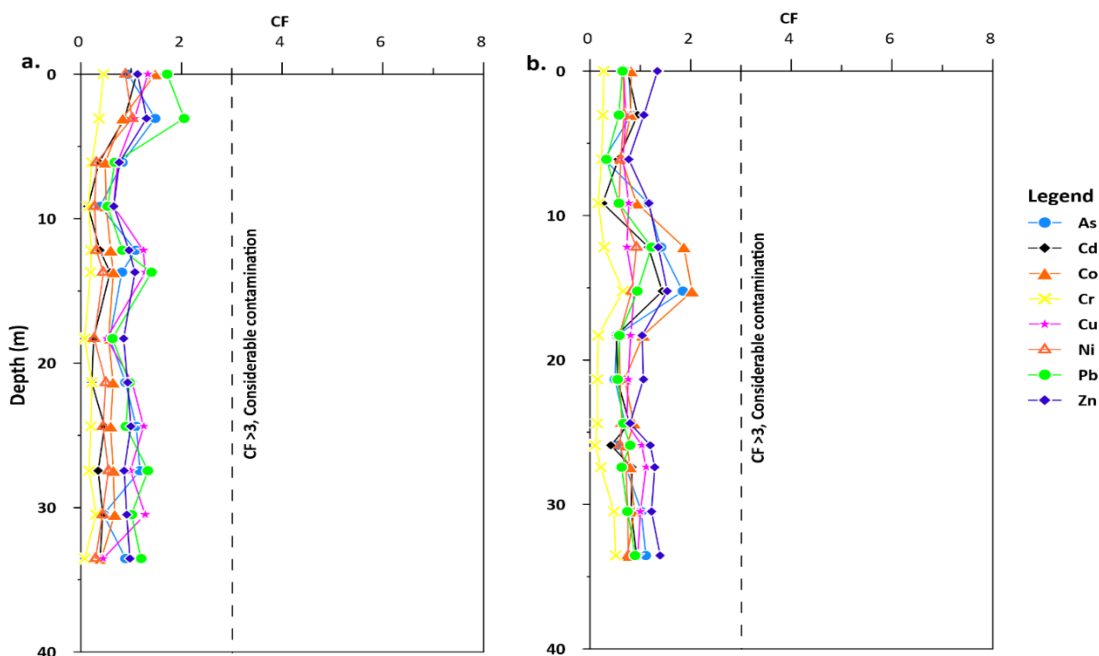 CF
0 2 4 6 8
a.
0
10
20
30
40
Depth (m)
CF >3, Considerable contamination
CF
0 2 4 6 8
b.
0
10
20
30
40
CF >3, Considerable contamination
Legend
As
Cd
Co
Cr
Cu
Ni
Pb
Zn